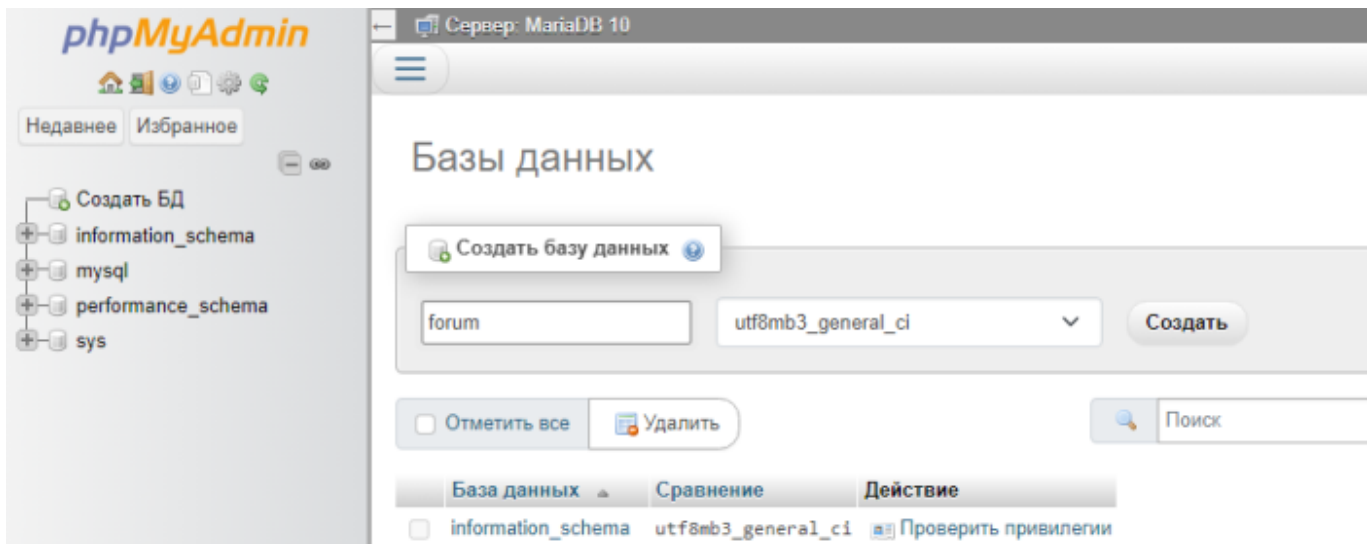 phpMyAdmin
Недавнее Избранное
Создать БД
information_schema
mysql
performance_schema
sys
Сервер: MariaDB 10
Базы данных
Создать базу данных
forum utf8mb3_general_ci Создать
Отметить все Удалить Поиск
База данных Сравнение Действие
information_schema utf8mb3_general_ci Проверить привилегии